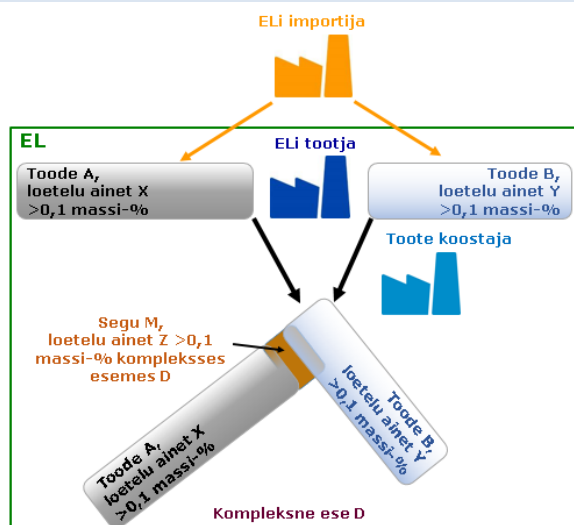 ELi importija
EL
ELi tootja
Toode A,
loetelu ainet X
>0,1 massi-%
Toode B,
loetelu ainet Y
>0,1 massi-%
Toote koostaja
Segu M,
loetelu ainet Z >0,1
massi-% kompleksses
esemes D
Toode A,
loetelu ainet X
>0,1 massi-%
Toode B,
loetelu ainet Y
>0,1 massi-%
Kompleksne ese D